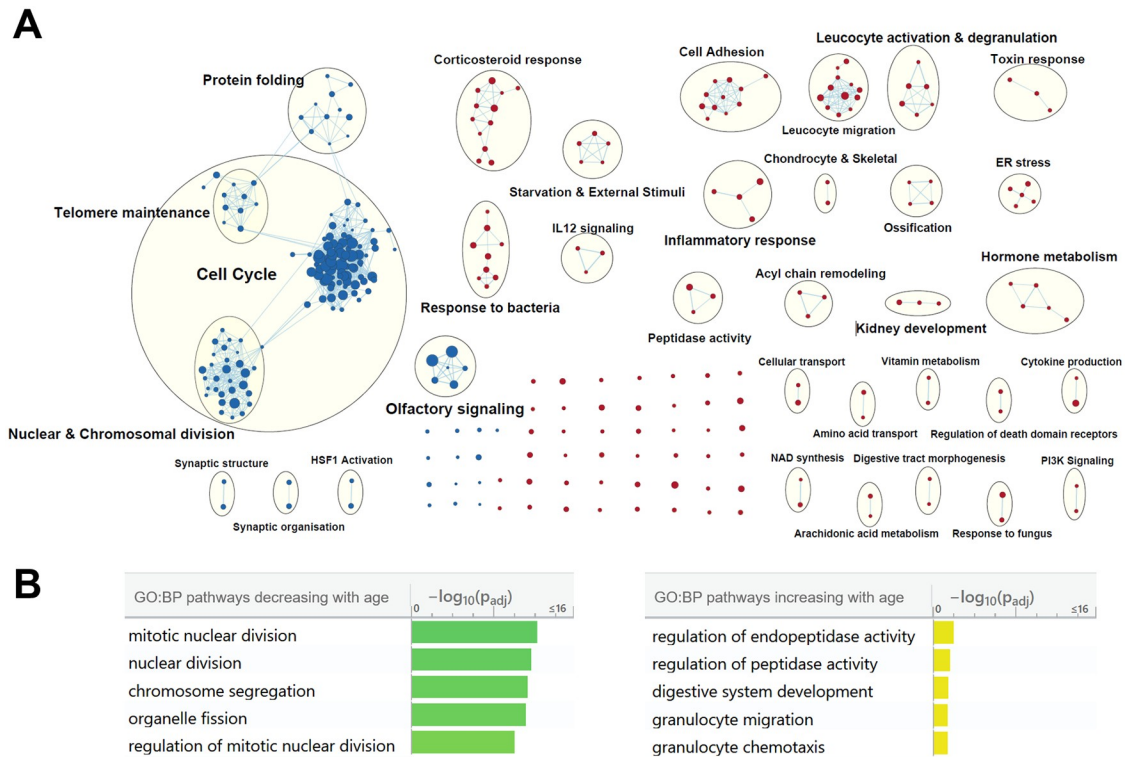 A
Corticosteroid response
Cell Adhesion
Leucocyte activation & degranulation
Toxin response
Protein folding
Leucocyte migration
Chondrocyte & Skeletal
ER stress
Starvation & External Stimuli
Telomere maintenance
IL12 signaling
Inflammatory response
Ossification
Cell Cycle
Hormone metabolism
Acyl chain remodeling
Response to bacteria
Peptidase activity
Kidney development
Cellular transport
Vitamin metabolism
Cytokine production
Olfactory signaling
Nuclear & Chromosomal division
Amino acid transport
Regulation of death domain receptors
Synaptic structure
HSF1 Activation
NAD synthesis
Digestive tract morphogenesis
PI3K Signaling
Synaptic organisation
Arachidonic acid metabolism
Response to fungus
B
GO:BP pathways decreasing with age
−log10(padj)
0
≤16
mitotic nuclear division
nuclear division
chromosome segregation
organelle fission
regulation of mitotic nuclear division
GO:BP pathways increasing with age
−log10(padj)
0
≤16
regulation of endopeptidase activity
regulation of peptidase activity
digestive system development
granulocyte migration
granulocyte chemotaxis